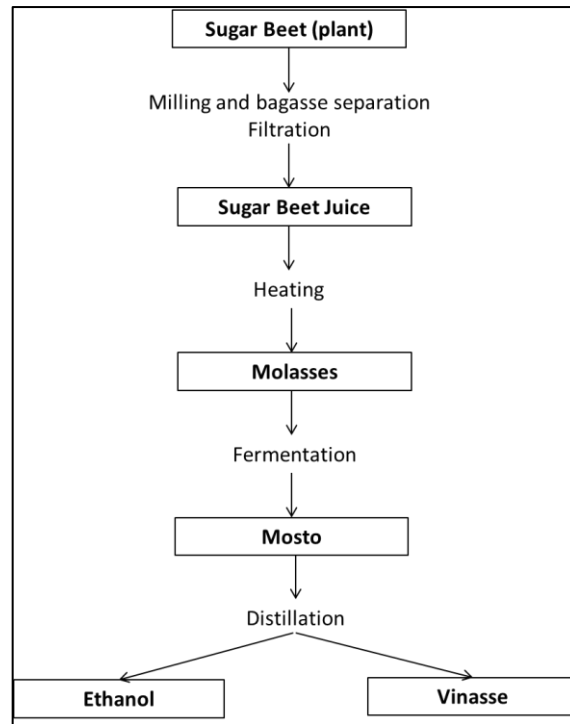 Sugar Beet (plant)
Milling and bagasse separation
Filtration
Sugar Beet Juice
Heating
Molasses
Fermentation
Mosto
Distillation
Ethanol
Vinasse